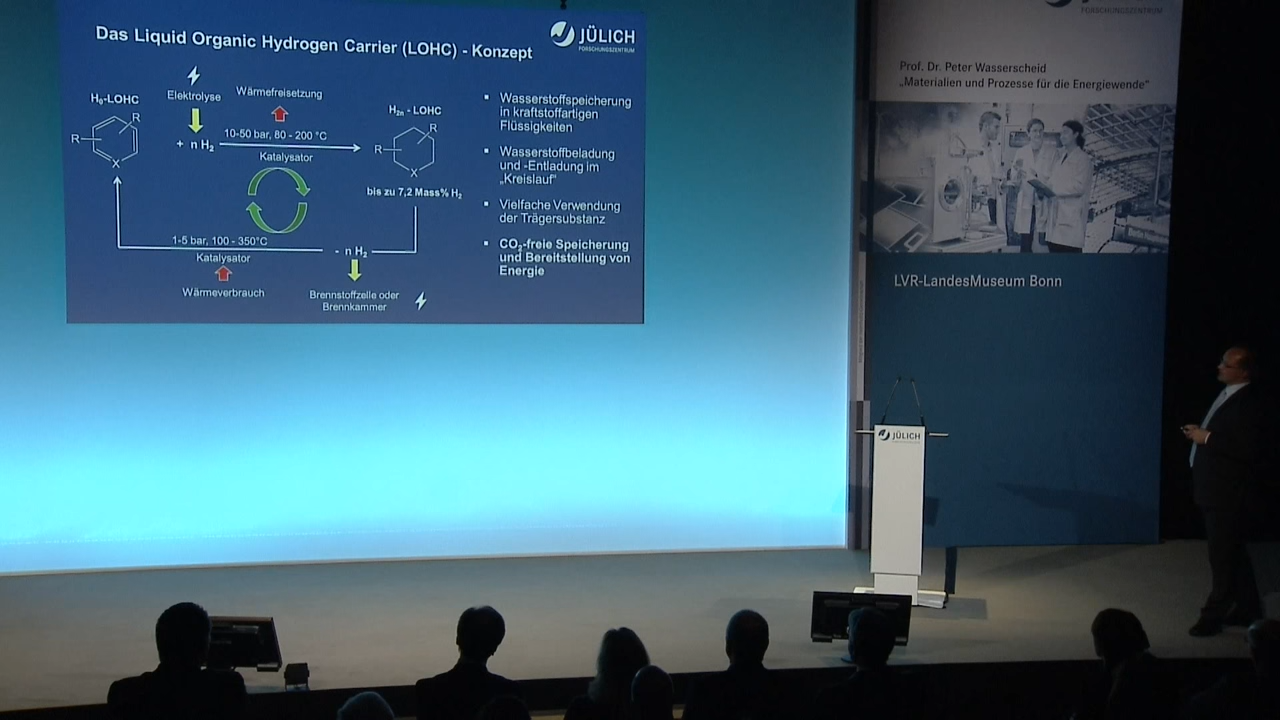 Das Liquid Organic Hydrogen Carrier (LOHC) - Konzept
JÜLICH
FORSCHUNGSZENTRUM
H₀-LOHC
Elektrolyse
Wärmefreisetzung
H₂ₙ - LOHC
R
R
X
+ n H₂
10-50 bar, 80 - 200 °C
Katalysator
R
R
X
bis zu 7,2 Mass% H₂
1-5 bar, 100 - 350°C
Katalysator
- n H₂
Wärmeverbrauch
Brennstoffzelle oder
Brennkammer
▪ Wasserstoffspeicherung
in kraftstoffartigen
Flüssigkeiten
▪ Wasserstoffbeladung
und -Entladung im
„Kreislauf“
▪ Vielfache Verwendung
der Trägersubstanz
▪ CO₂-freie Speicherung
und Bereitstellung von
Energie
JÜLICH
FORSCHUNGSZENTRUM
Prof. Dr. Peter Wasserscheid
„Materialien und Prozesse für die Energiewende“
LVR-LandesMuseum Bonn
JÜLICH